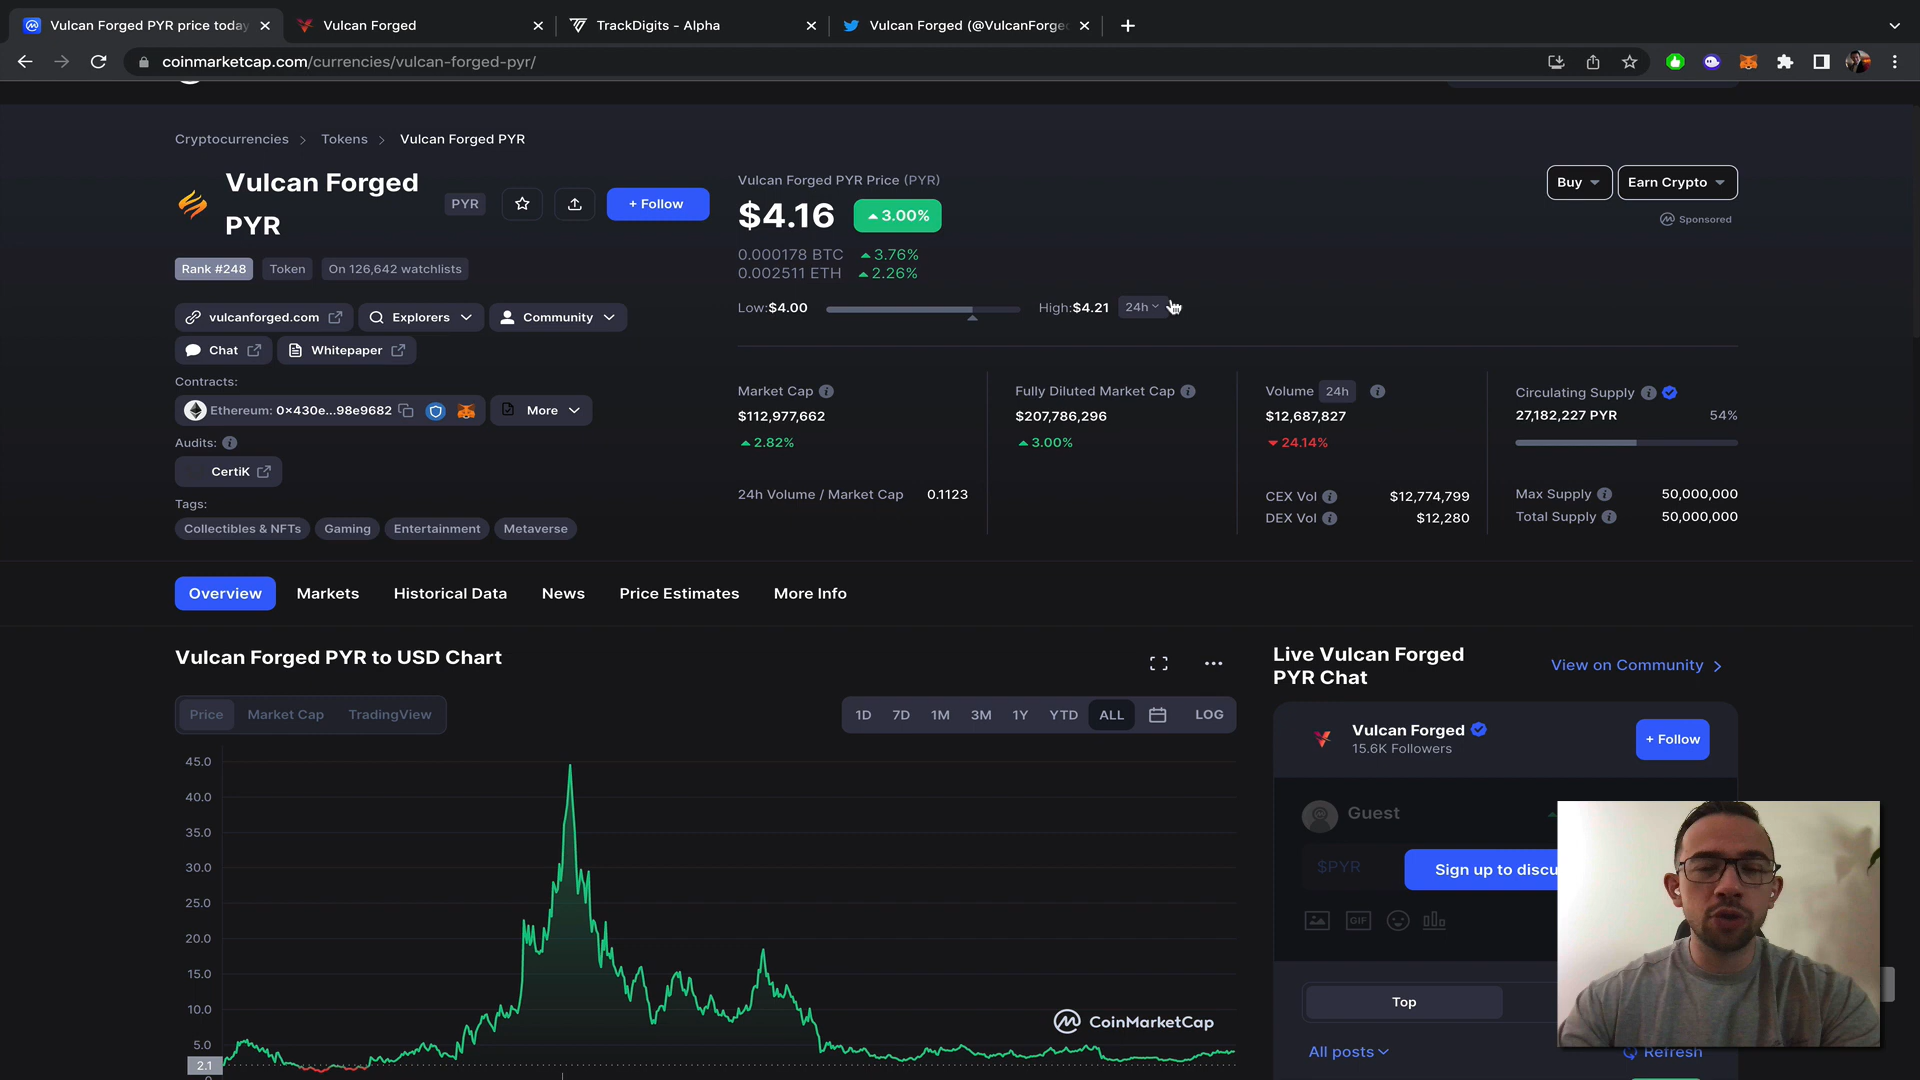 Vulcan Forged PYR price today
Vulcan Forged
TrackDigits - Alpha
Vulcan Forged (@VulcanForge
coinmarketcap.com/currencies/vulcan-forged-pyr/
Cryptocurrencies
Tokens
Vulcan Forged PYR
Vulcan Forged
PYR
PYR
+ Follow
Rank #248
Token
On 126,642 watchlists
vulcanforged.com
Explorers
Community
Chat
Whitepaper
Contracts:
Ethereum: 0x430e...98e9682
More
Audits:
CertiK
Tags:
Collectibles & NFTs
Gaming
Entertainment
Metaverse
Vulcan Forged PYR Price (PYR)
$4.16
3.00%
0.000178 BTC 3.76%
0.002511 ETH 2.26%
Low:$4.00
High:$4.21
24h
Buy
Earn Crypto
Sponsored
Market Cap
$112,977,662
2.82%
24h Volume / Market Cap 0.1123
Fully Diluted Market Cap
$207,786,296
3.00%
Volume 24h
$12,687,827
24.14%
CEX Vol $12,774,799
DEX Vol $12,280
Circulating Supply
27,182,227 PYR 54%
Max Supply 50,000,000
Total Supply 50,000,000
Overview
Markets
Historical Data
News
Price Estimates
More Info
Vulcan Forged PYR to USD Chart
Price
Market Cap
TradingView
1D
7D
1M
3M
1Y
YTD
ALL
LOG
45.0
40.0
35.0
30.0
25.0
20.0
15.0
10.0
5.0
2.1
CoinMarketCap
Live Vulcan Forged
PYR Chat
View on Community
Vulcan Forged
15.6K Followers
+ Follow
Guest
$PYR
Sign up to discu
GIF
Top
All posts
Refresh